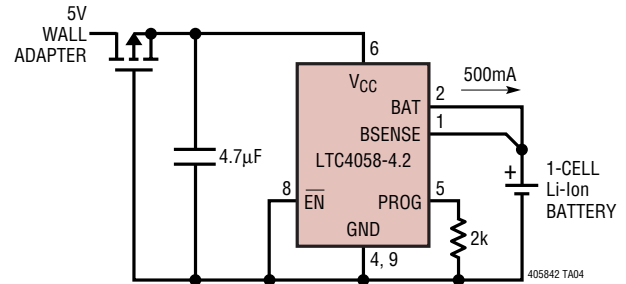 5V
WALL
ADAPTER
6
500mA
VCC
2
BAT
1
BSENSE
4.7µF
LTC4058-4.2
+
1-CELL
Li-Ion
BATTERY
8
EN
PROG
5
GND
2k
4, 9
405842 TA04